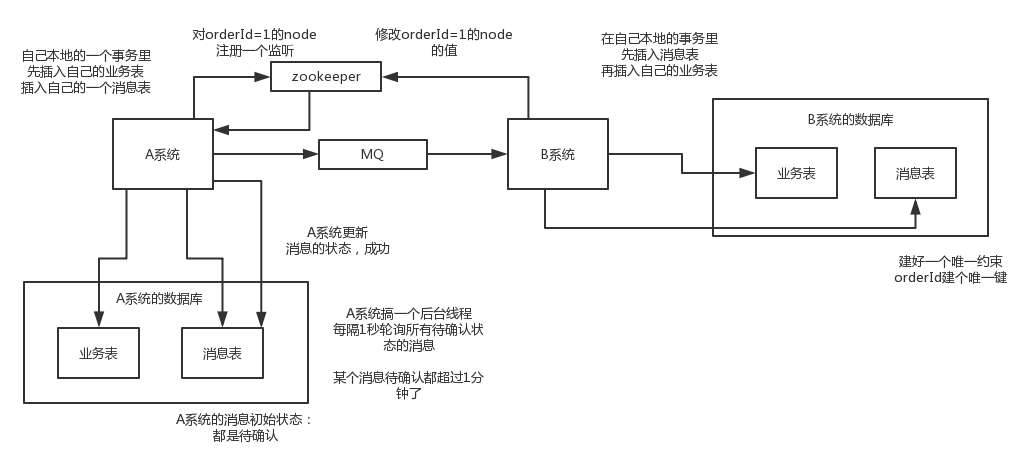 对orderId=1的node
注册一个监听
修改orderId=1的node
的值
自己本地的一个事务里
先插入自己的业务表
插入自己的一个消息表
在自己本地的事务里
先插入消息表
再插入自己的业务表
zookeeper
A系统
MQ
B系统
B系统的数据库
业务表
消息表
A系统更新
消息的状态，成功
建好一个唯一约束
orderId建个唯一键
A系统的数据库
业务表
消息表
A系统搞一个后台线程
每隔1秒轮询所有待确认状
态的消息
某个消息待确认都超过1分
钟了
A系统的消息初始状态：
都是待确认